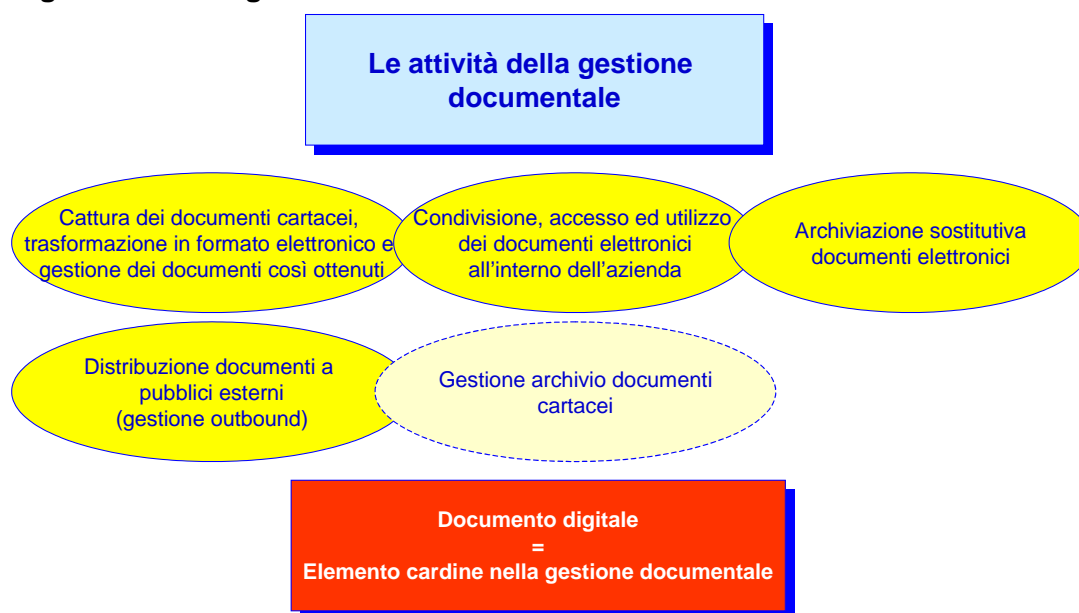 Le attività della gestione
documentale
Cattura dei documenti cartacei,
trasformazione in formato elettronico e
gestione dei documenti così ottenuti
Condivisione, accesso ed utilizzo
dei documenti elettronici
all'interno dell'azienda
Archiviazione sostitutiva
documenti elettronici
Distribuzione documenti a
pubblici esterni
(gestione outbound)
Gestione archivio documenti
cartacei
Documento digitale
=
Elemento cardine nella gestione documentale